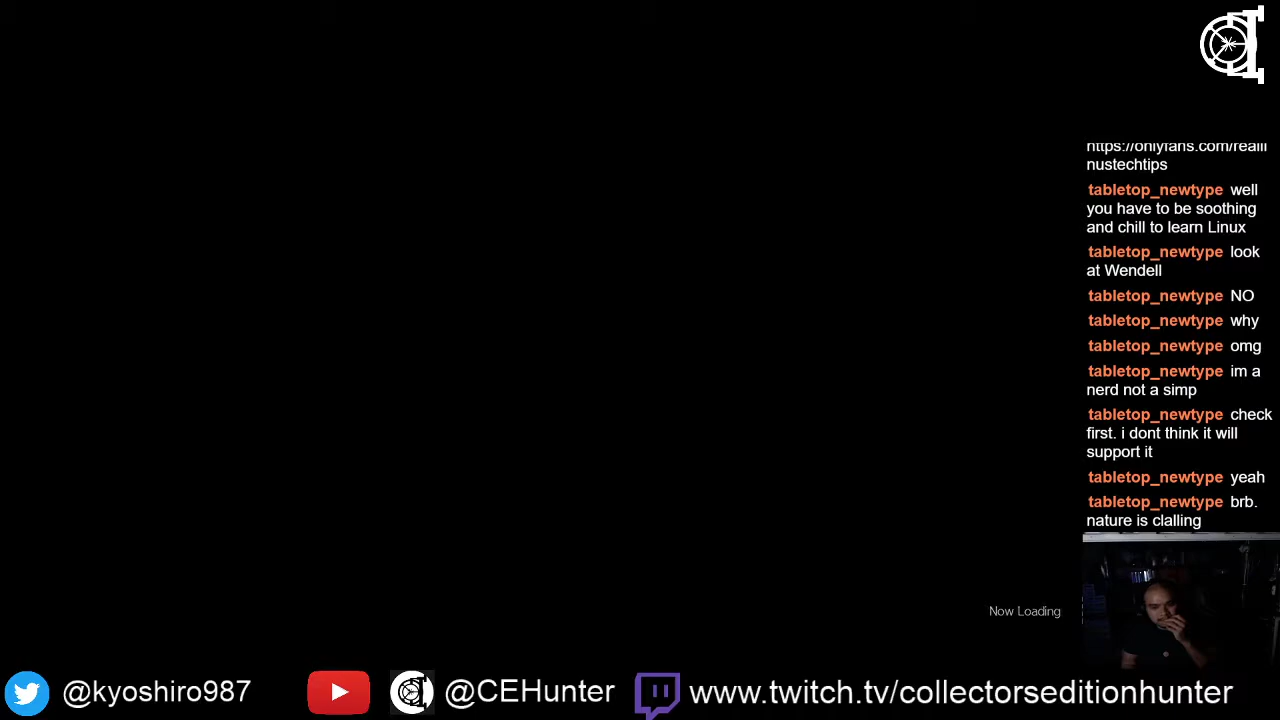 https://onlyfans.com/realli
nustechtips
tabletop_newtype well
you have to be soothing
and chill to learn Linux
tabletop_newtype look
at Wendell
tabletop_newtype NO
tabletop_newtype why
tabletop_newtype omg
tabletop_newtype im a
nerd not a simp
tabletop_newtype check
first. i dont think it will
support it
tabletop_newtype yeah
tabletop_newtype brb.
nature is clalling
Now Loading
@kyoshiro987
@CEHunter
www.twitch.tv/collectorseditionhunter